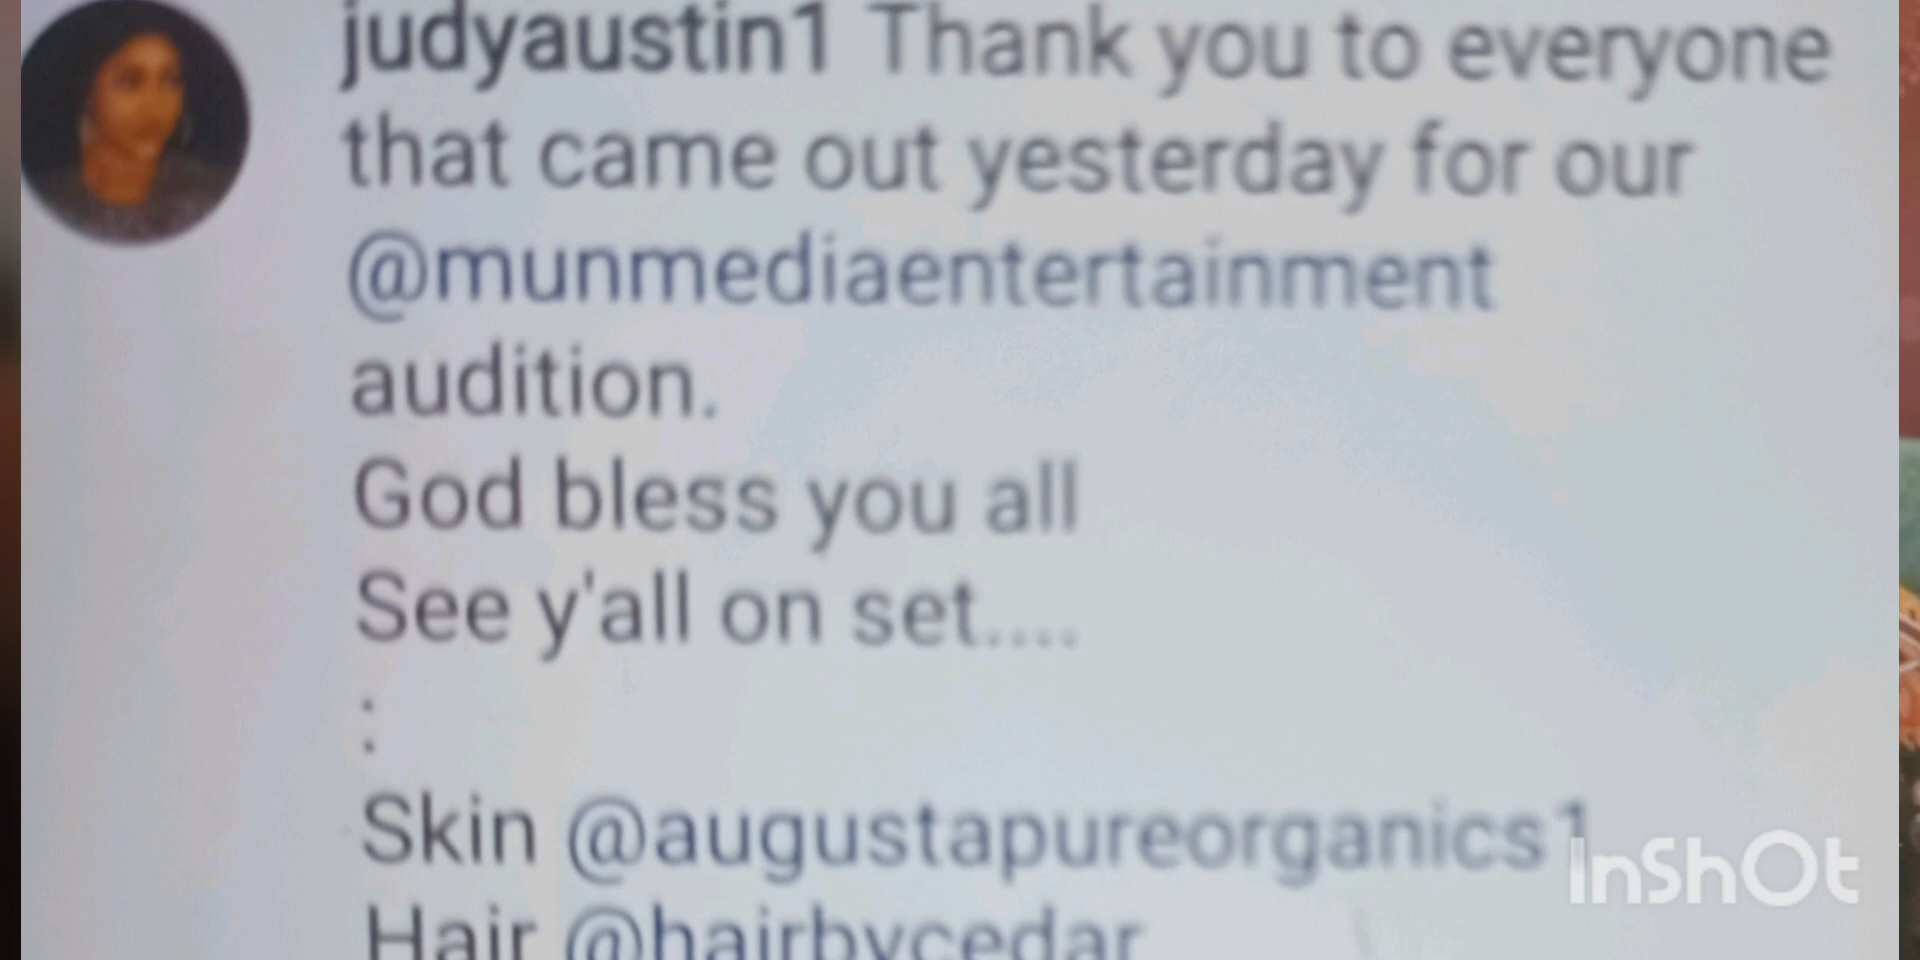 judyaustin1 Thank you to everyone
that came out yesterday for our
@munmediaentertainment
audition.
God bless you all
See y'all on set....
:
Skin @augustapureorganics1
Hair @hairbycedar
InShOt